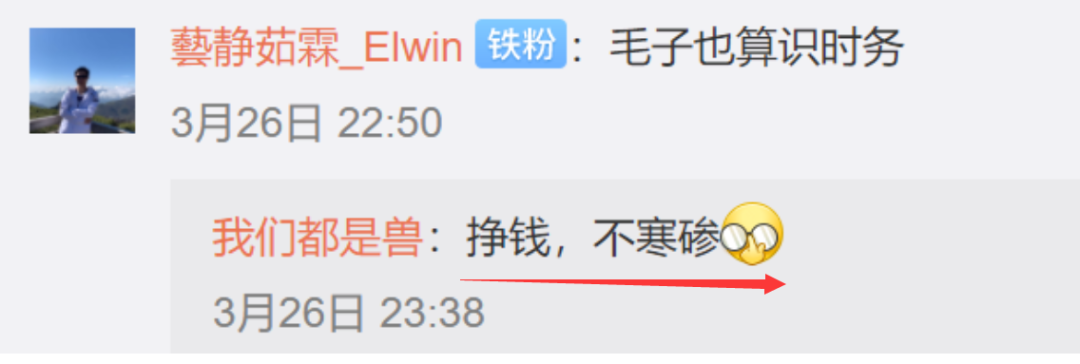 藝静茹霖_Elwin 铁粉：毛子也算识时务
3月26日 22:50
我们都是兽：挣钱，不寒碜
3月26日 23:38